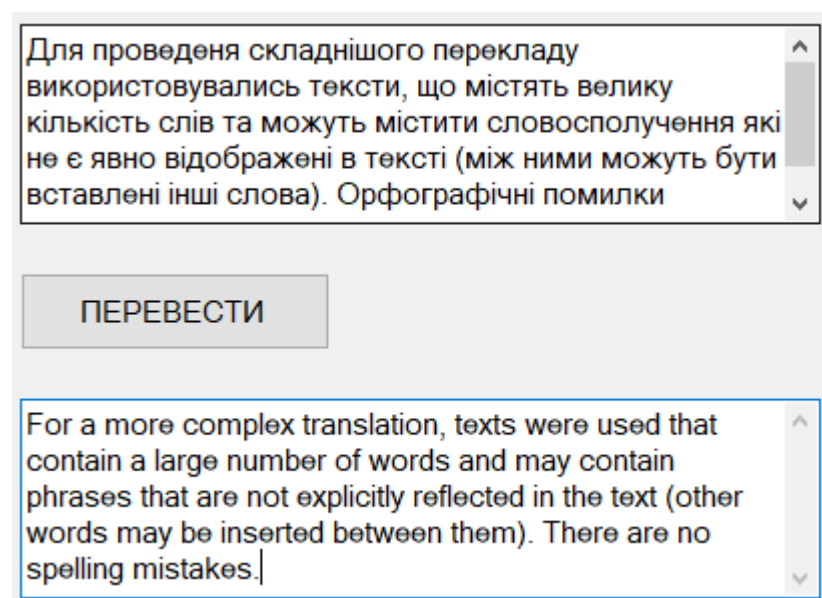 Для проведеня складнішого перекладу
використовувались тексти, що містять велику
кількість слів та можуть містити словосполучення які
не є явно відображені в тексті (між ними можуть бути
вставлені інші слова). Орфографічні помилки
ПЕРЕВЕСТИ
For a more complex translation, texts were used that
contain a large number of words and may contain
phrases that are not explicitly reflected in the text (other
words may be inserted between them). There are no
spelling mistakes.